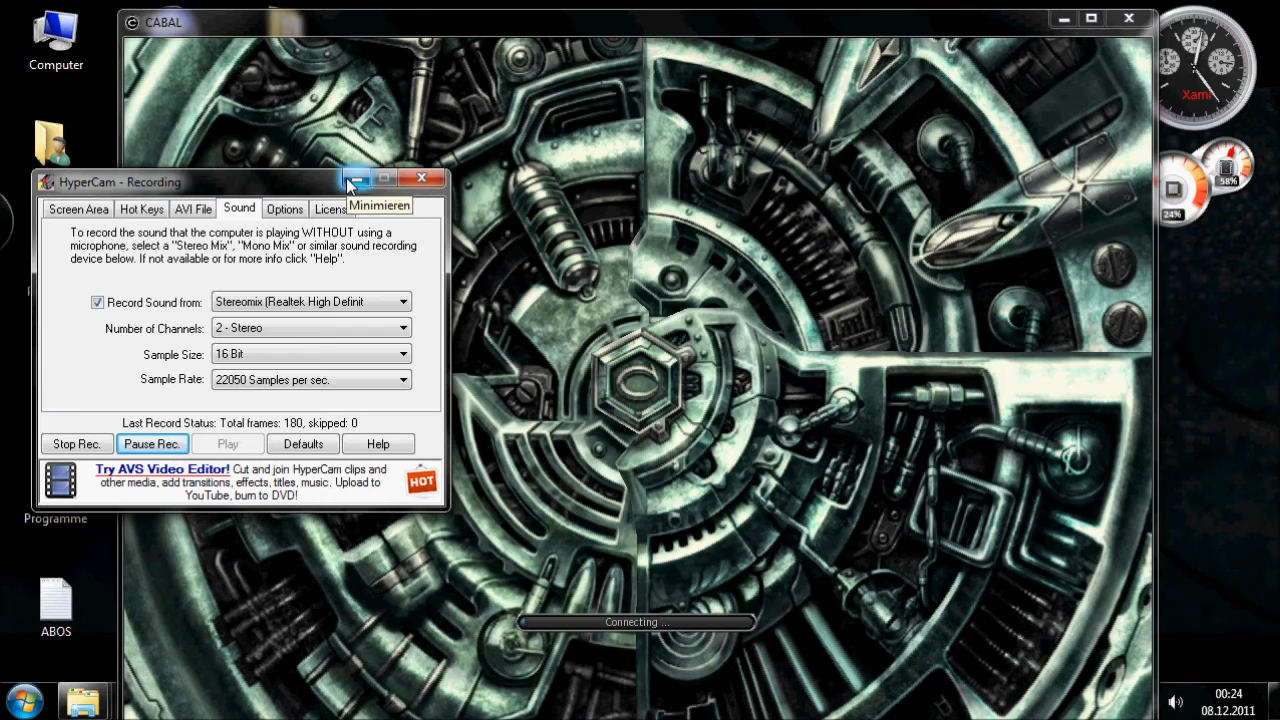 Computer
CABAL
Xami
58%
24%
HyperCam - Recording
Minimieren
Screen Area
Hot Keys
AVI File
Sound
Options
Licens
To record the sound that the computer is playing WITHOUT using a
microphone, select a "Stereo Mix", "Mono Mix" or similar sound recording
device below. If not available or for more info click "Help".
Record Sound from: Stereomix (Realtek High Definit
Number of Channels: 2 - Stereo
Sample Size: 16 Bit
Sample Rate: 22050 Samples per sec.
Last Record Status: Total frames: 180, skipped: 0
Stop Rec.
Pause Rec.
Play
Defaults
Help
Try AVS Video Editor! Cut and join HyperCam clips and
other media, add transitions, effects, titles, music. Upload to
YouTube, burn to DVD!
HOT
Programme
ABOS
Connecting ...
00:24
08.12.2011